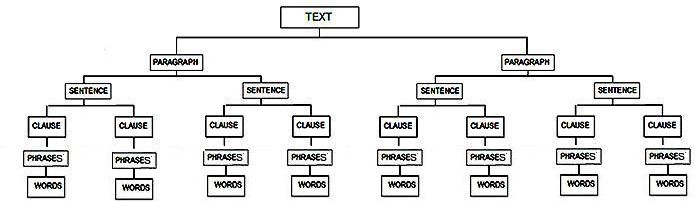 TEXT
PARAGRAPH PARAGRAPH
SENTENCE SENTENCE SENTENCE SENTENCE
CLAUSE CLAUSE CLAUSE CLAUSE CLAUSE CLAUSE CLAUSE CLAUSE
PHRASES PHRASES PHRASES PHRASES PHRASES PHRASES PHRASES PHRASES
WORDS WORDS WORDS WORDS WORDS WORDS WORDS WORDS